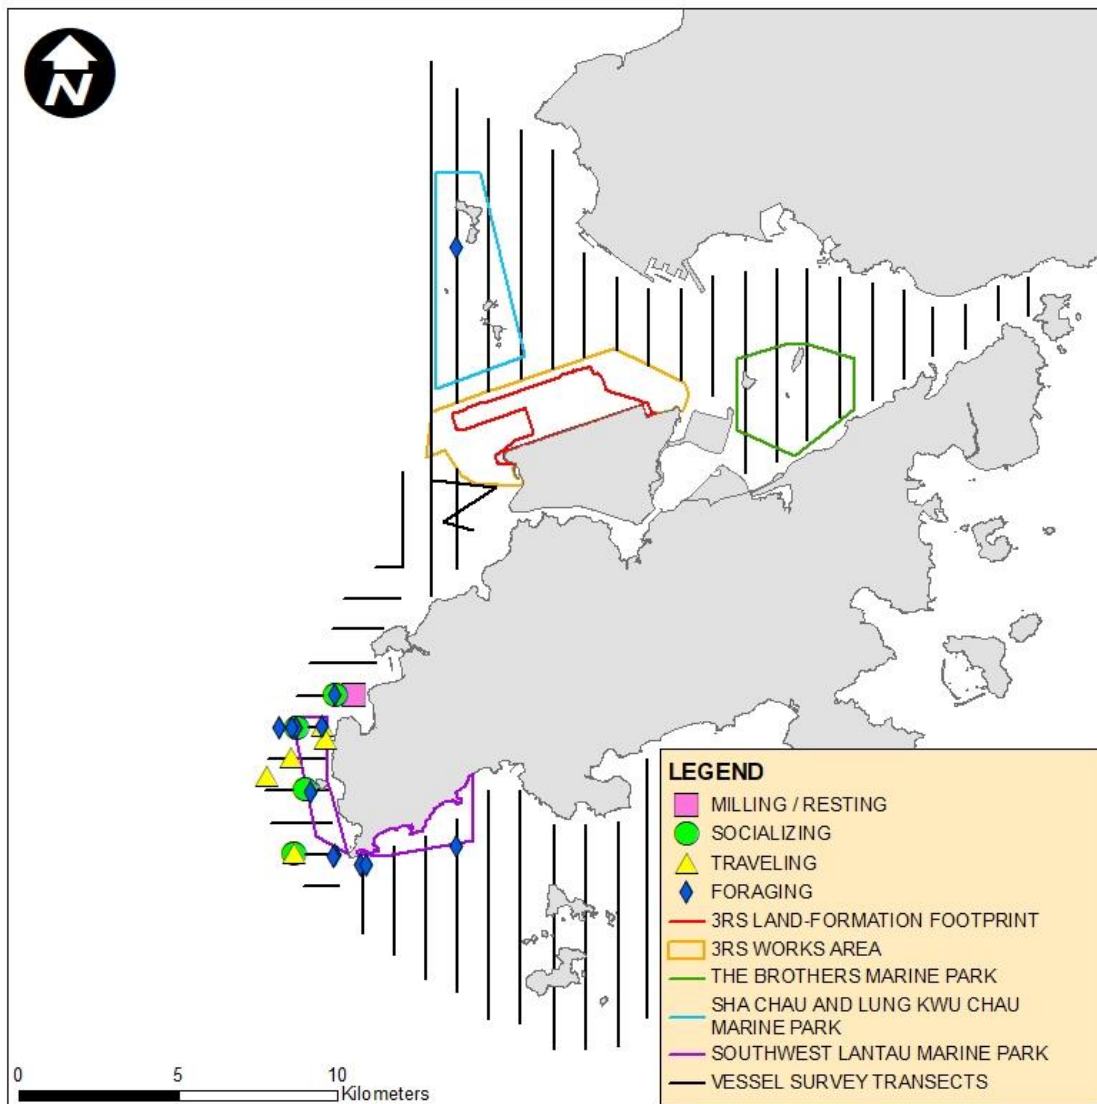 N
LEGEND
MILLING / RESTING
SOCIALIZING
TRAVELING
FORAGING
3RS LAND-FORMATION FOOTPRINT
3RS WORKS AREA
THE BROTHERS MARINE PARK
SHA CHAU AND LUNG KWU CHAU
MARINE PARK
SOUTHWEST LANTAU MARINE PARK
VESSEL SURVEY TRANSECTS
0 5 10
Kilometers